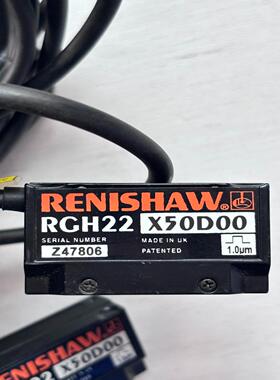 RENISHAW®
RGH22 X50D00
SERIAL NUMBER MADE IN UK
Z47806 PATENTED 1.0µm
RENISHAW
X50D00